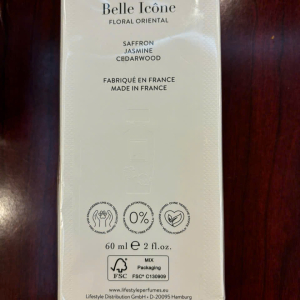 Belle Icône
FLORAL ORIENTAL
SAFFRON
JASMINE
CEDARWOOD
FABRIQUÉ EN FRANCE
MADE IN FRANCE
0%
60 ml ℮ 2 fl.oz.
FSC
MIX
Packaging
FSC® C130909
www.lifestyleperfumes.eu
Lifestyle Distribution GmbH • D-20095 Hamburg